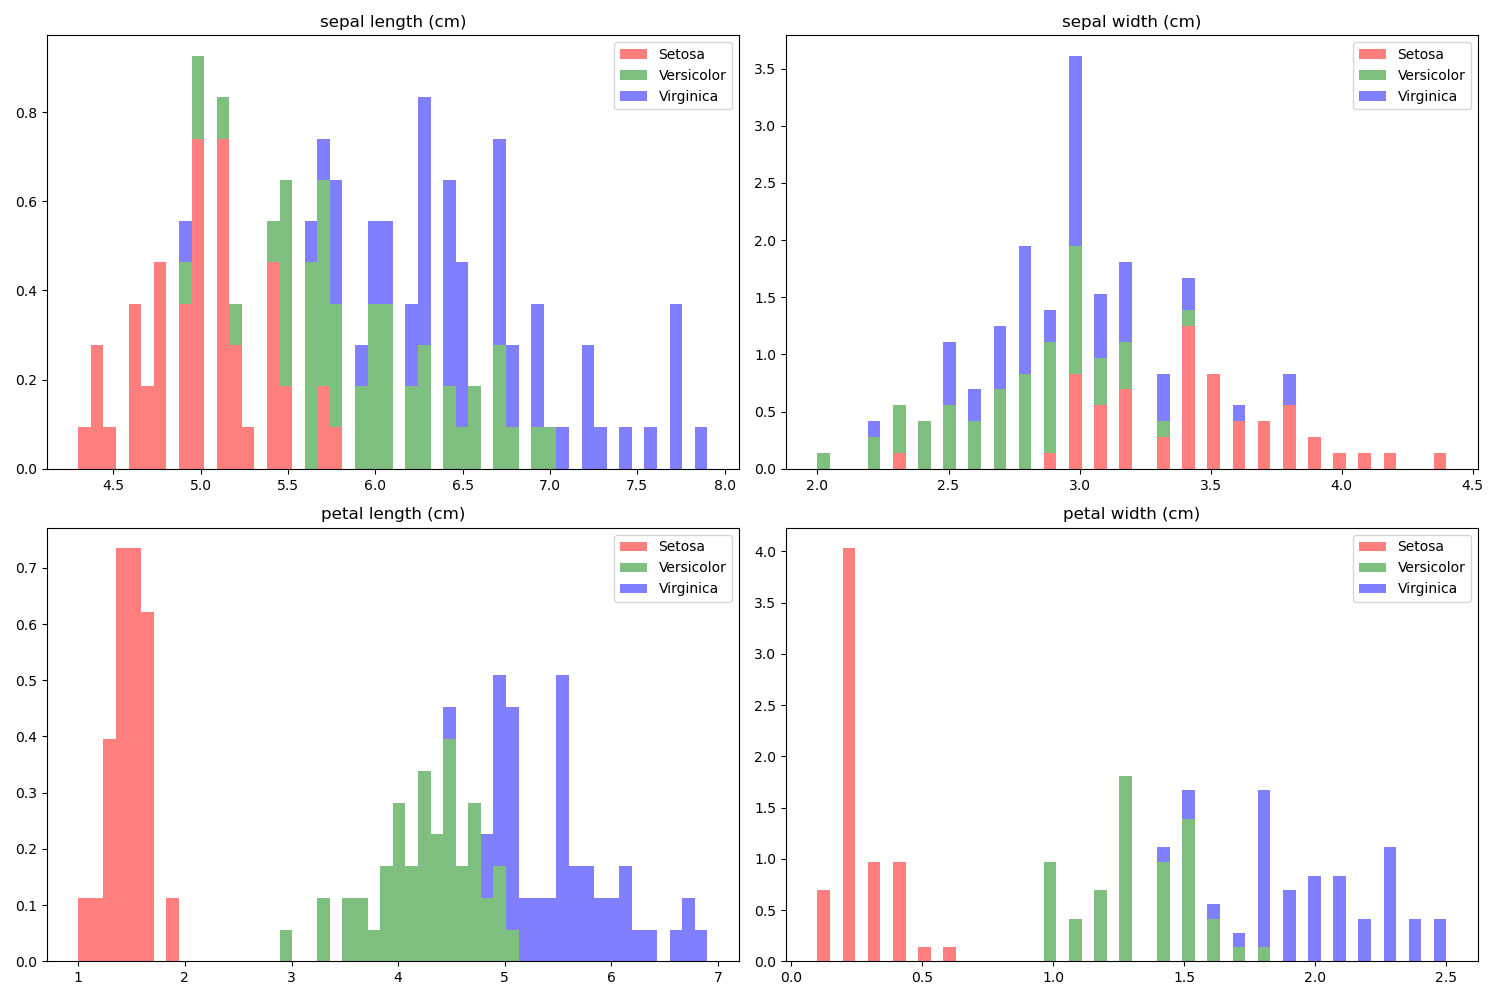 sepal length (cm)
0.8
0.6
0.4
0.2
0.0
4.5 5.0 5.5 6.0 6.5 7.0 7.5 8.0
Setosa
Versicolor
Virginica
sepal width (cm)
3.5
3.0
2.5
2.0
1.5
1.0
0.5
0.0
2.0 2.5 3.0 3.5 4.0 4.5
Setosa
Versicolor
Virginica
petal length (cm)
0.7
0.6
0.5
0.4
0.3
0.2
0.1
0.0
1 2 3 4 5 6 7
Setosa
Versicolor
Virginica
petal width (cm)
4.0
3.5
3.0
2.5
2.0
1.5
1.0
0.5
0.0
0.0 0.5 1.0 1.5 2.0 2.5
Setosa
Versicolor
Virginica